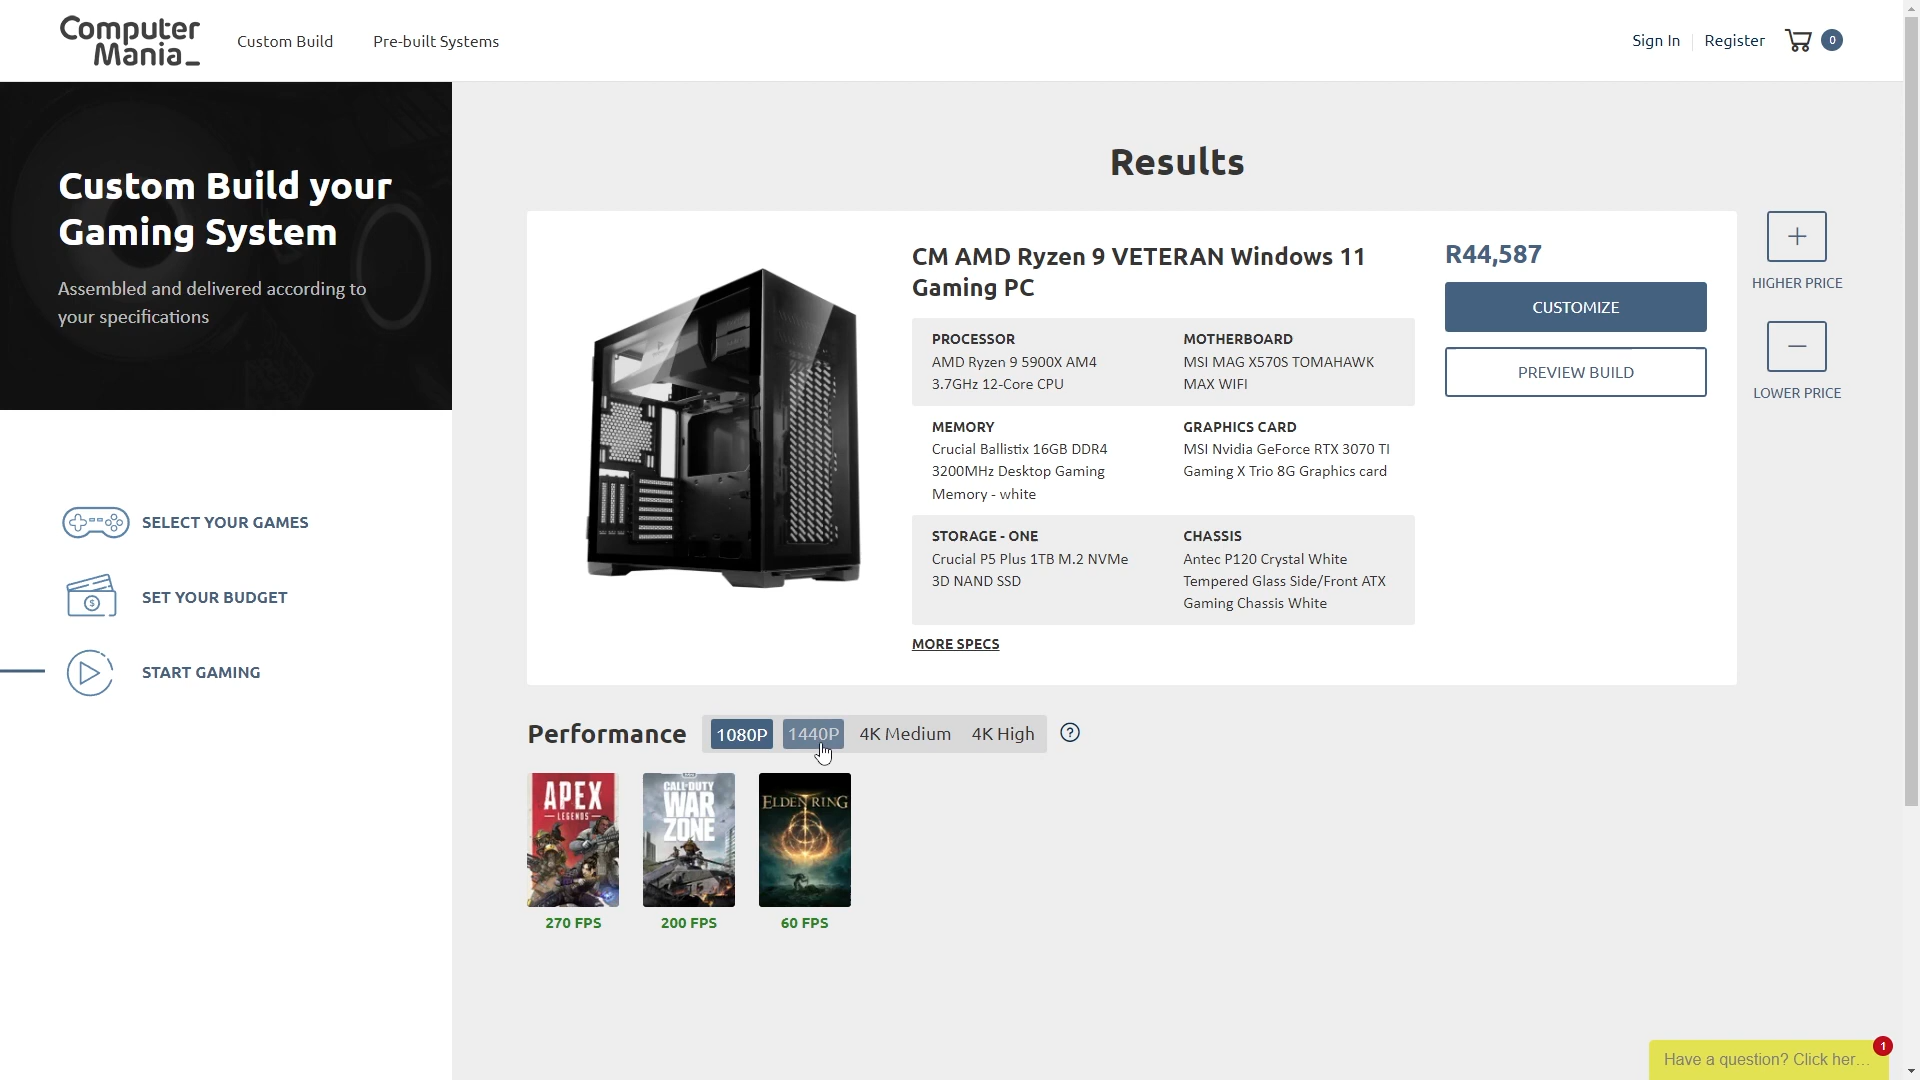 Computer
Mania_
Custom Build
Pre-built Systems
Sign In
Register
0
Custom Build your
Gaming System
Assembled and delivered according to
your specifications
SELECT YOUR GAMES
SET YOUR BUDGET
START GAMING
Results
CM AMD Ryzen 9 VETERAN Windows 11
Gaming PC
PROCESSOR
AMD Ryzen 9 5900X AM4
3.7GHz 12-Core CPU
MOTHERBOARD
MSI MAG X570S TOMAHAWK
MAX WIFI
MEMORY
Crucial Ballistix 16GB DDR4
3200MHz Desktop Gaming
Memory - white
GRAPHICS CARD
MSI Nvidia GeForce RTX 3070 TI
Gaming X Trio 8G Graphics card
STORAGE - ONE
Crucial P5 Plus 1TB M.2 NVMe
3D NAND SSD
CHASSIS
Antec P120 Crystal White
Tempered Glass Side/Front ATX
Gaming Chassis White
MORE SPECS
R44,587
CUSTOMIZE
PREVIEW BUILD
+
HIGHER PRICE
−
LOWER PRICE
Performance
1080P
1440P
4K Medium
4K High
?
APEX
LEGENDS
CALL OF DUTY
WAR
ZONE
ELDEN RING
270 FPS
200 FPS
60 FPS
Have a question? Click her...
1